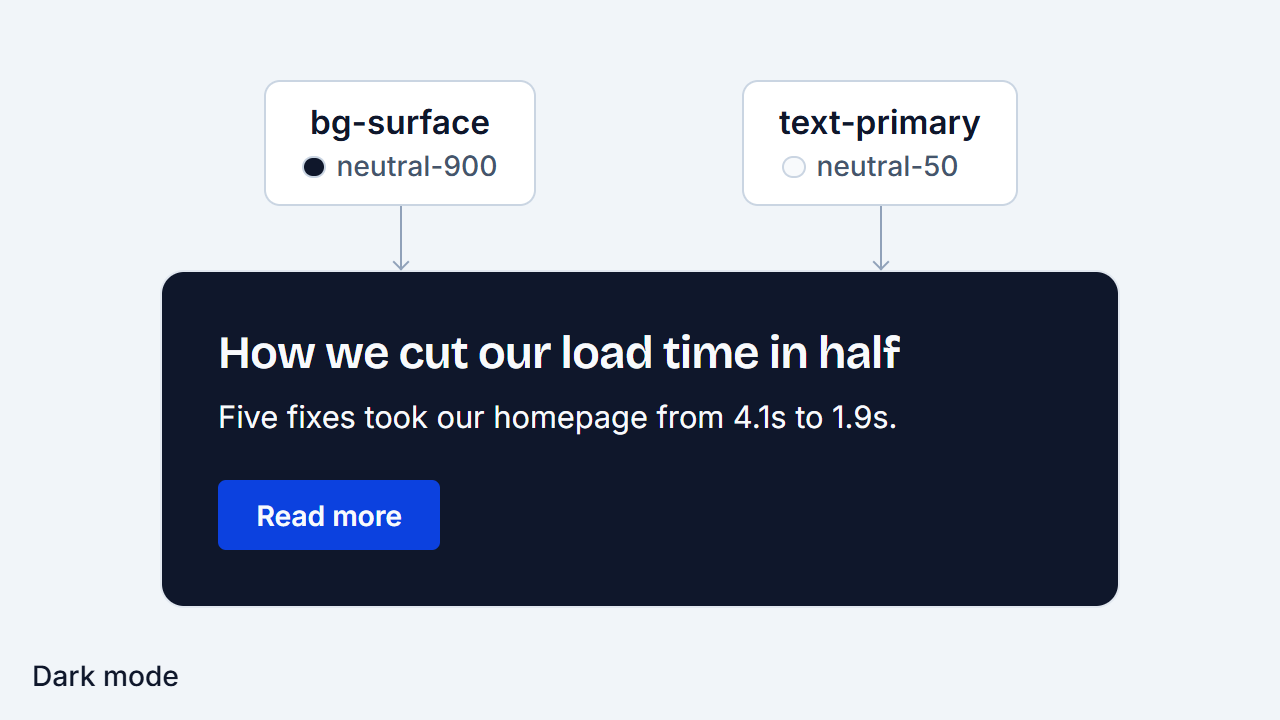 bg-surface
neutral-900
text-primary
neutral-50
How we cut our load time in half
Five fixes took our homepage from 4.1s to 1.9s.
Read more
Dark mode